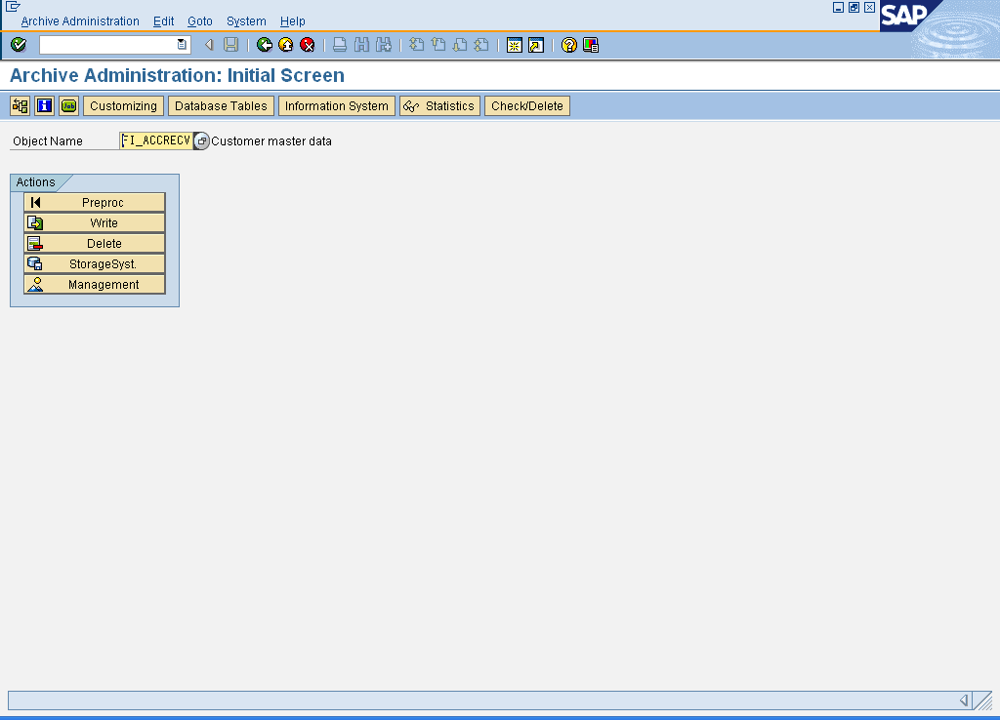 Archive Administration Edit Goto System Help
SAP
Archive Administration: Initial Screen
Job Customizing Database Tables Information System Statistics Check/Delete
Object Name FI_ACCRECV Customer master data
Actions
Preproc
Write
Delete
StorageSyst.
Management